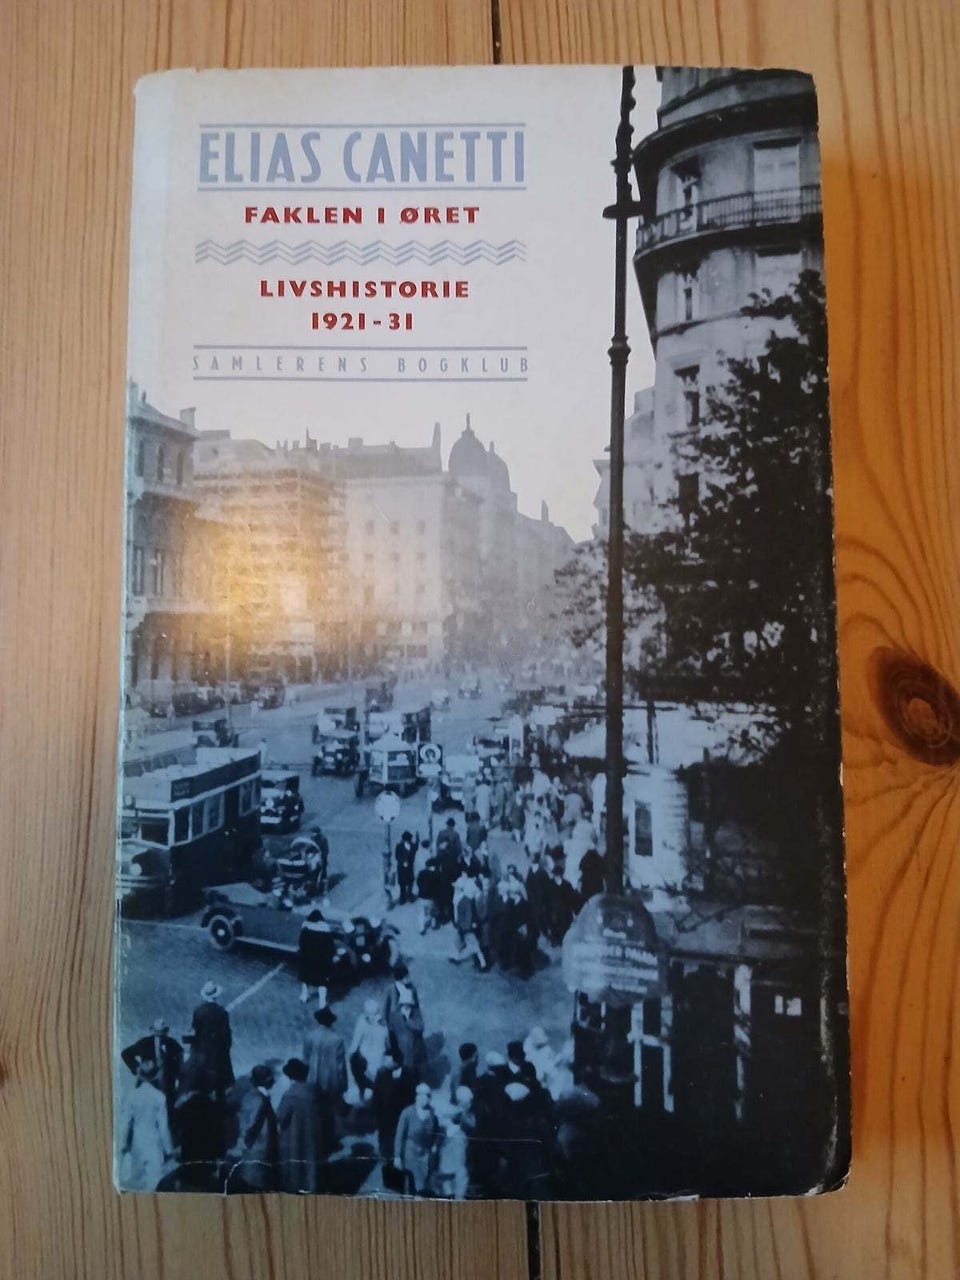 ELIAS CANETTI
FAKLEN I ØRET
LIVSHISTORIE
1921-31
SAMLERENS BOGKLUB